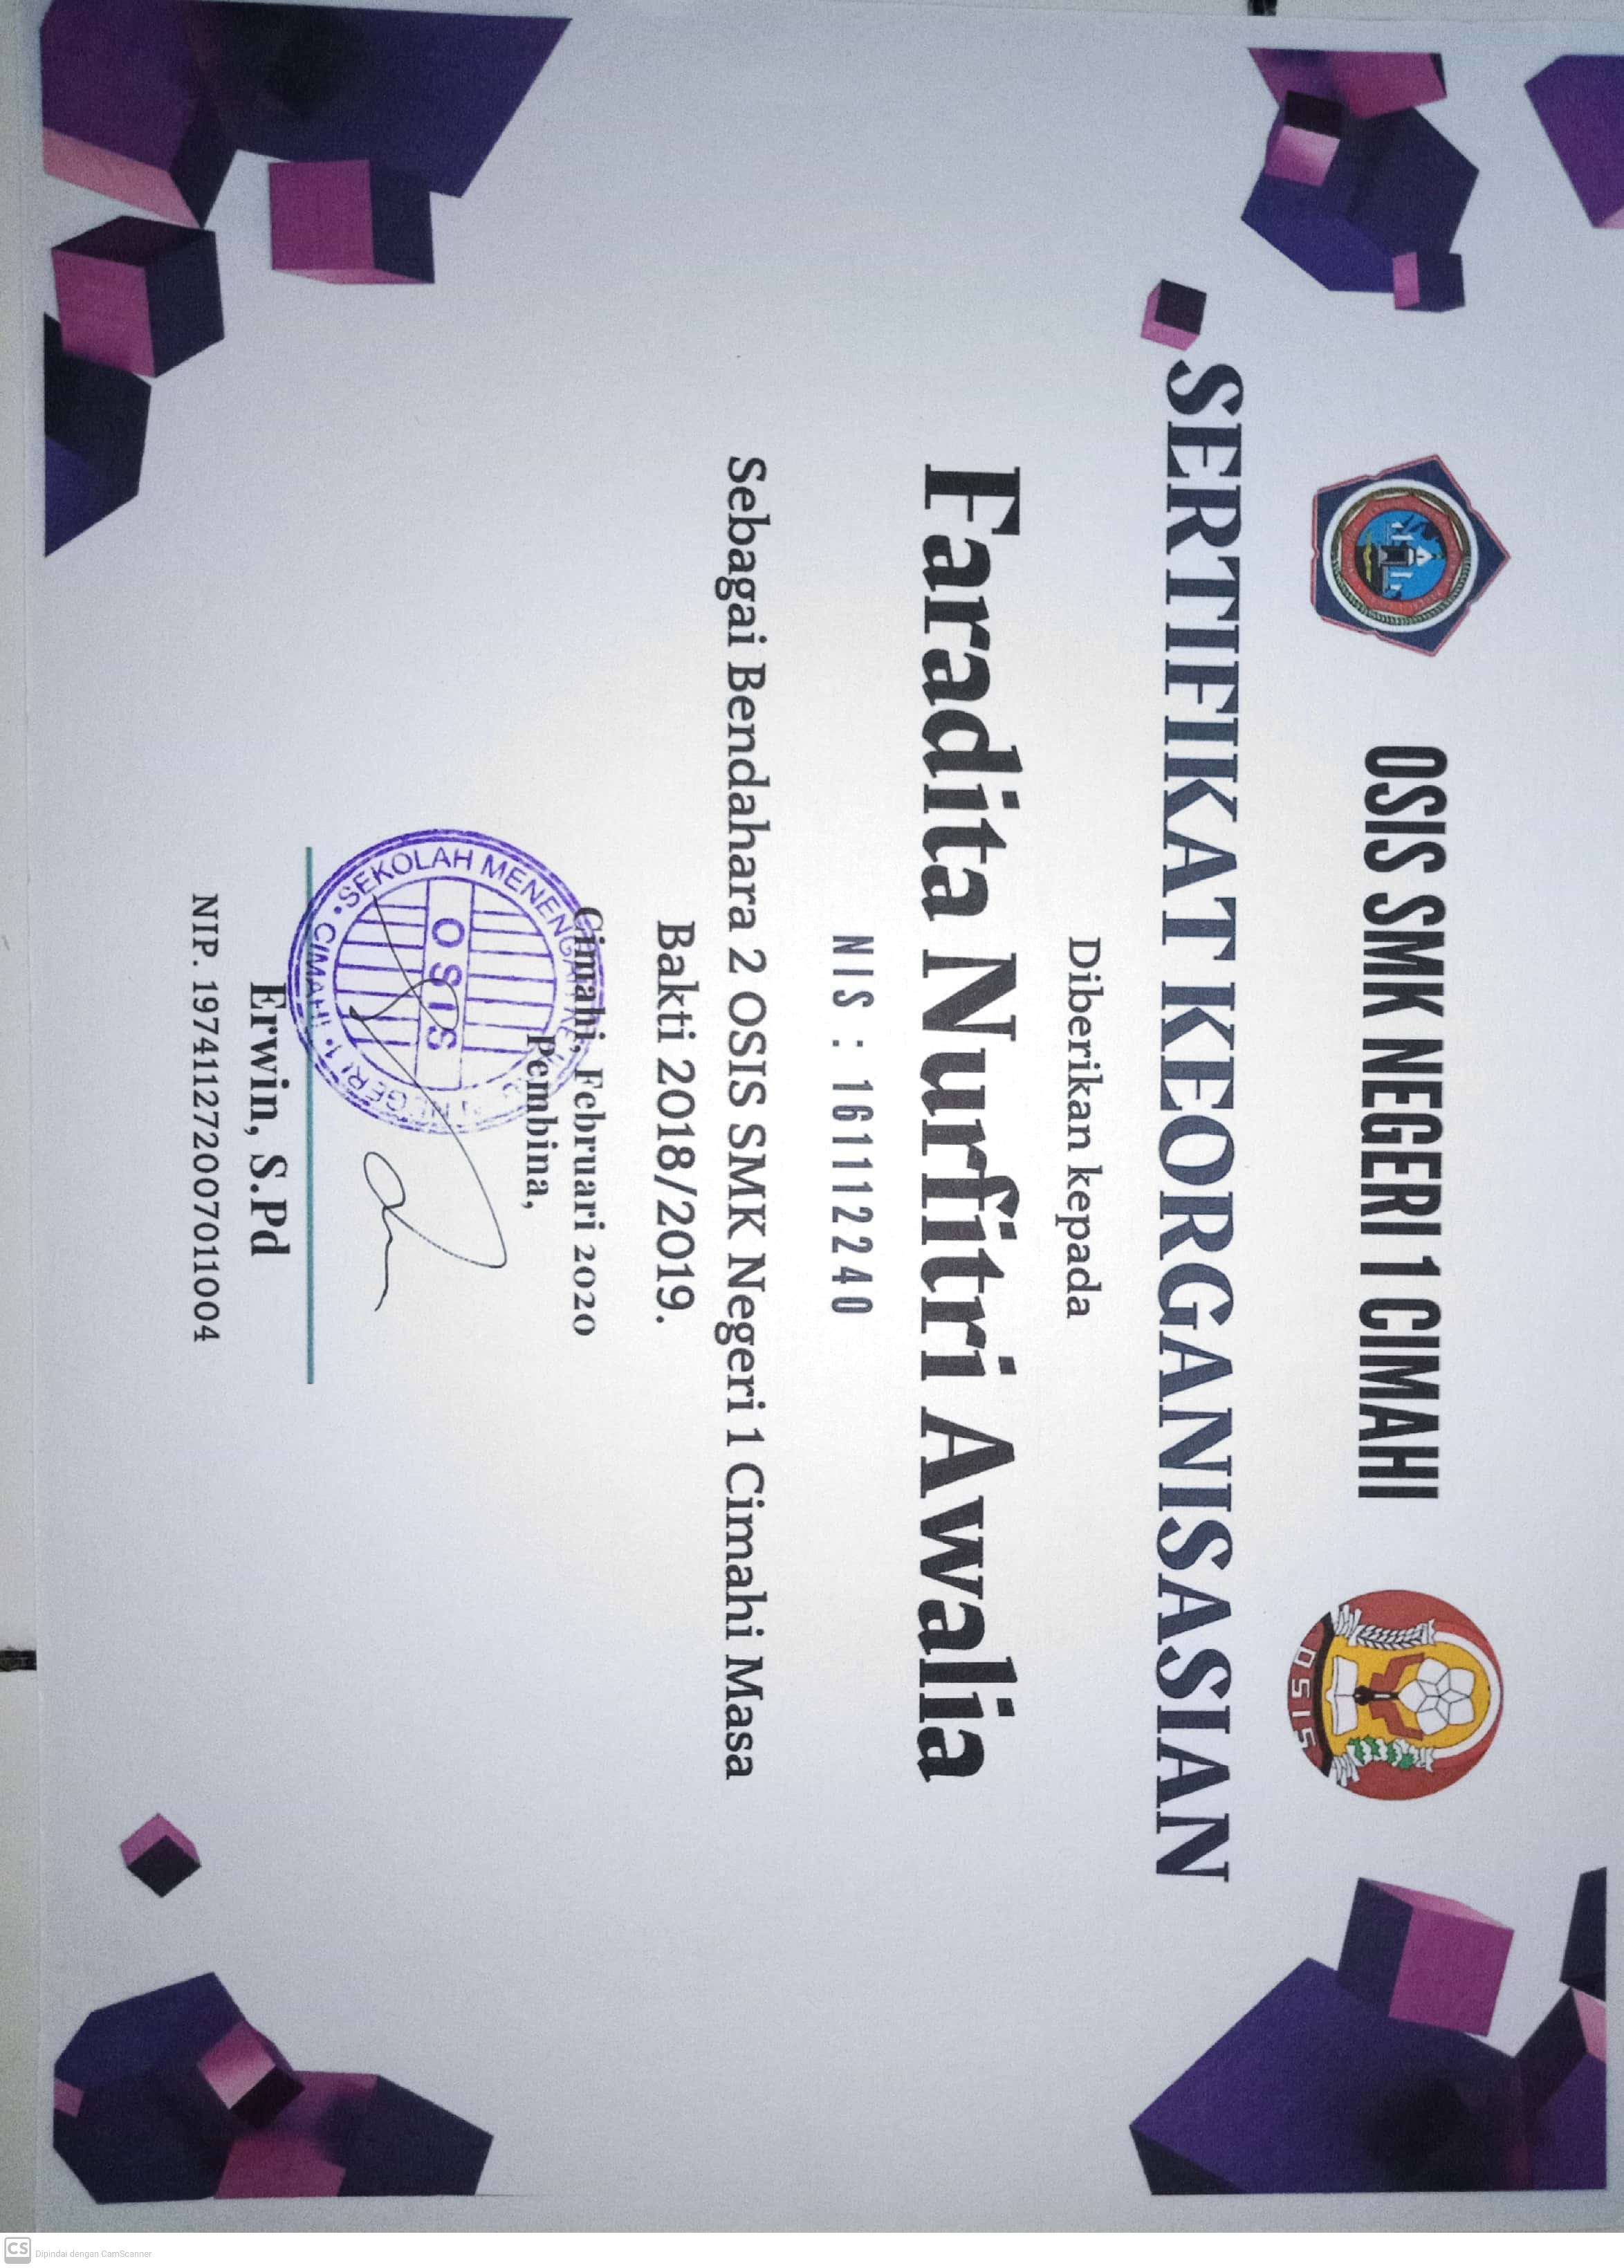 OSIS SMK NEGERI 1 CIMAHI
OSIS
SERTIFIKAT KEORGANISASIAN
Diberikan kepada
Faradita Nurfitri Awalia
NIS : 161112240
Sebagai Bendahara 2 OSIS SMK Negeri 1 Cimahi Masa
Bakti 2018/2019.
Cimahi, Februari 2020
Pembina,
SEKOLAH MENENGAH
OSIS
NEGERI 1 • CIMAHI •
Erwin, S.Pd
NIP. 197411272007011004
CS Dipindai dengan CamScanner